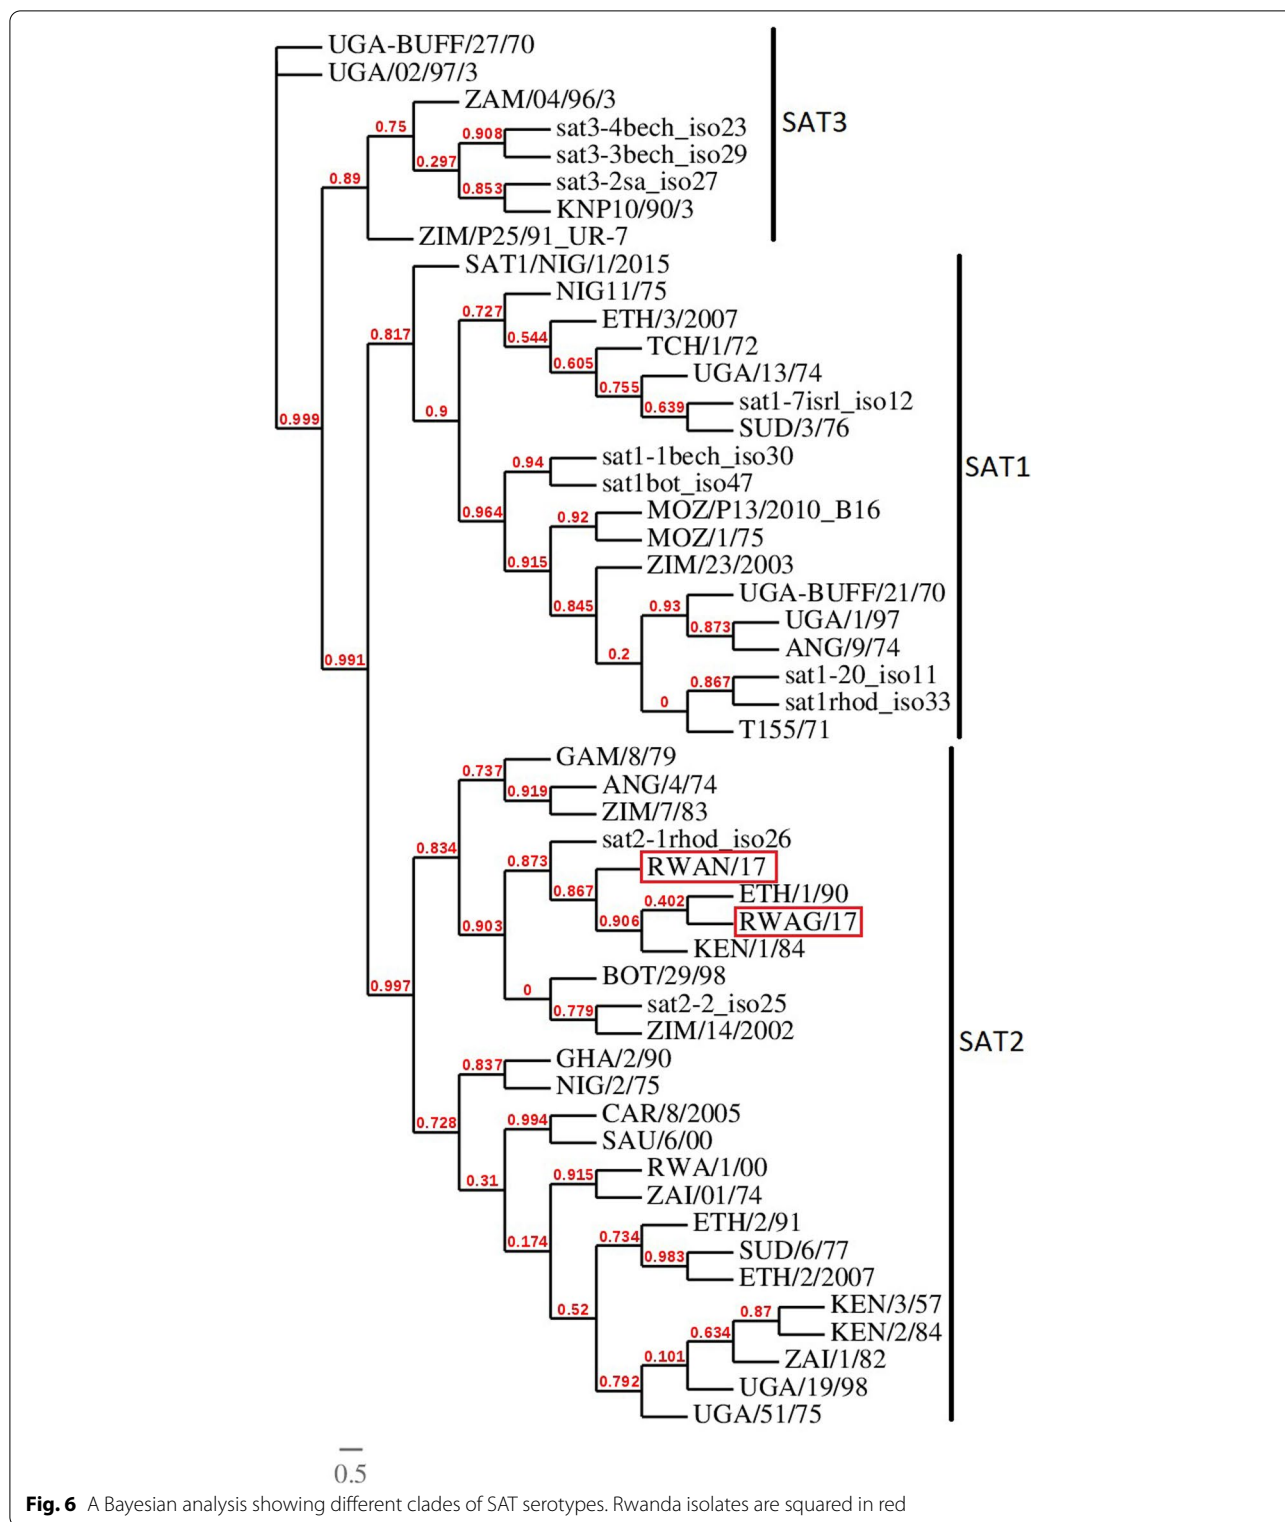 UGA-BUFF/27/70
UGA/02/97/3
ZAM/04/96/3
0.75
sat3-4bech_iso23
0.908
SAT3
sat3-3bech_iso29
0.297
0.89
sat3-2sa_iso27
0.853
KNP10/90/3
ZIM/P25/91_UR-7
SAT1/NIG/1/2015
NIG11/75
0.727
ETH/3/2007
0.817
0.544
TCH/1/72
0.605
UGA/13/74
0.755
sat1-7isrl_iso12
0.9
0.639
0.999
SUD/3/76
sat1-1bech_iso30
0.94
SAT1
sat1bot_iso47
MOZ/P13/2010_B16
0.964
0.92
MOZ/1/75
0.915
ZIM/23/2003
UGA-BUFF/21/70
0.845
0.93
UGA/1/97
0.873
ANG/9/74
0.2
0.991
sat1-20_iso11
0.867
sat1rhod_iso33
0
T155/71
GAM/8/79
0.737
ANG/4/74
0.919
ZIM/7/83
sat2-1rhod_iso26
0.834
0.873
RWAN/17
0.867
ETH/1/90
0.402
RWAG/17
0.906
0.903
KEN/1/84
BOT/29/98
0.997
0
sat2-2_iso25
0.779
ZIM/14/2002
SAT2
GHA/2/90
0.837
NIG/2/75
CAR/8/2005
0.728
0.994
SAU/6/00
RWA/1/00
0.31
0.915
ZAI/01/74
ETH/2/91
0.174
0.734
SUD/6/77
0.983
ETH/2/2007
KEN/3/57
0.52
0.87
KEN/2/84
0.634
ZAI/1/82
0.101
UGA/19/98
0.792
UGA/51/75
0.5
Fig. 6 A Bayesian analysis showing different clades of SAT serotypes. Rwanda isolates are squared in red